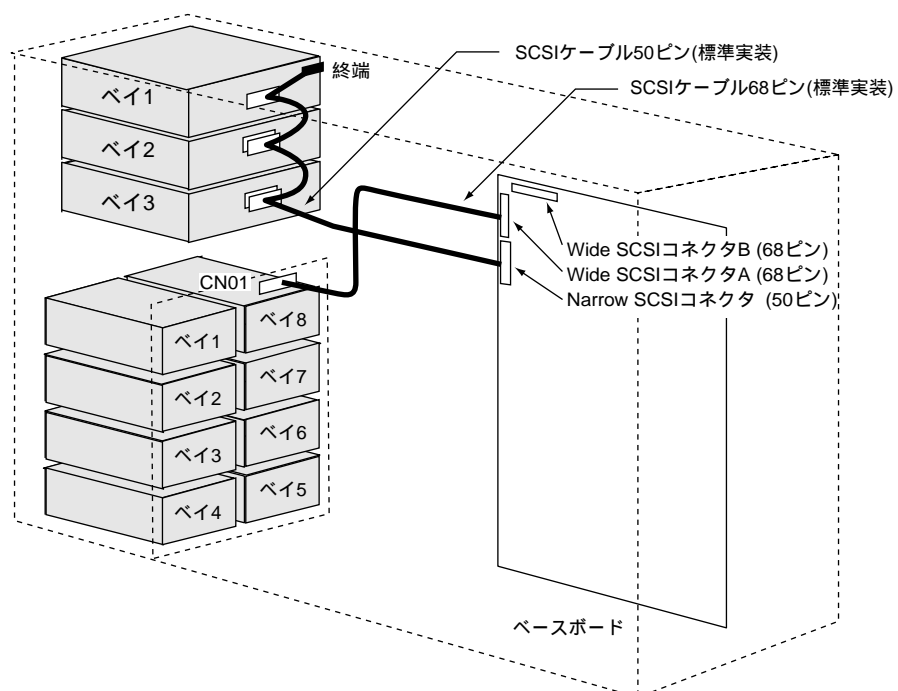 SCSIケーブル50ピン(標準実装)
終端
SCSIケーブル68ピン(標準実装)
ベイ1
ベイ2
ベイ3
Wide SCSIコネクタB (68ピン)
Wide SCSIコネクタA (68ピン)
Narrow SCSIコネクタ (50ピン)
CN01
ベイ8
ベイ1
ベイ7
ベイ2
ベイ6
ベイ3
ベイ5
ベイ4
ベースボード